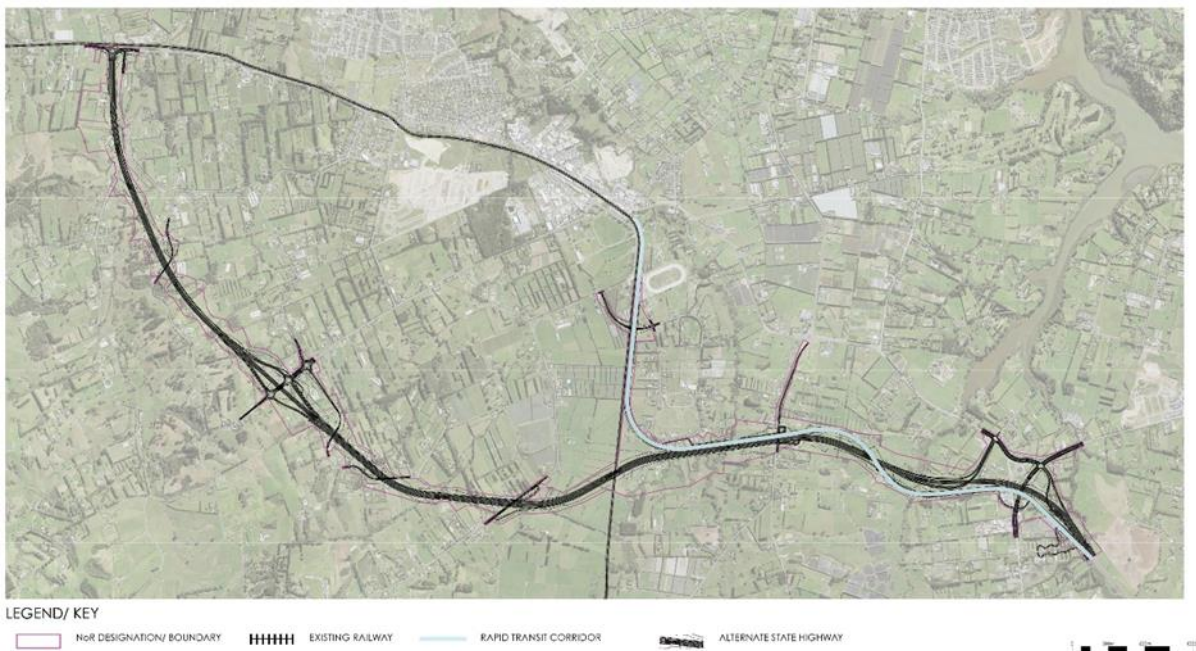 LEGEND/ KEY
NoR DESIGNATION/ BOUNDARY
EXISTING RAILWAY
RAPID TRANSIT CORRIDOR
ALTERNATE STATE HIGHWAY